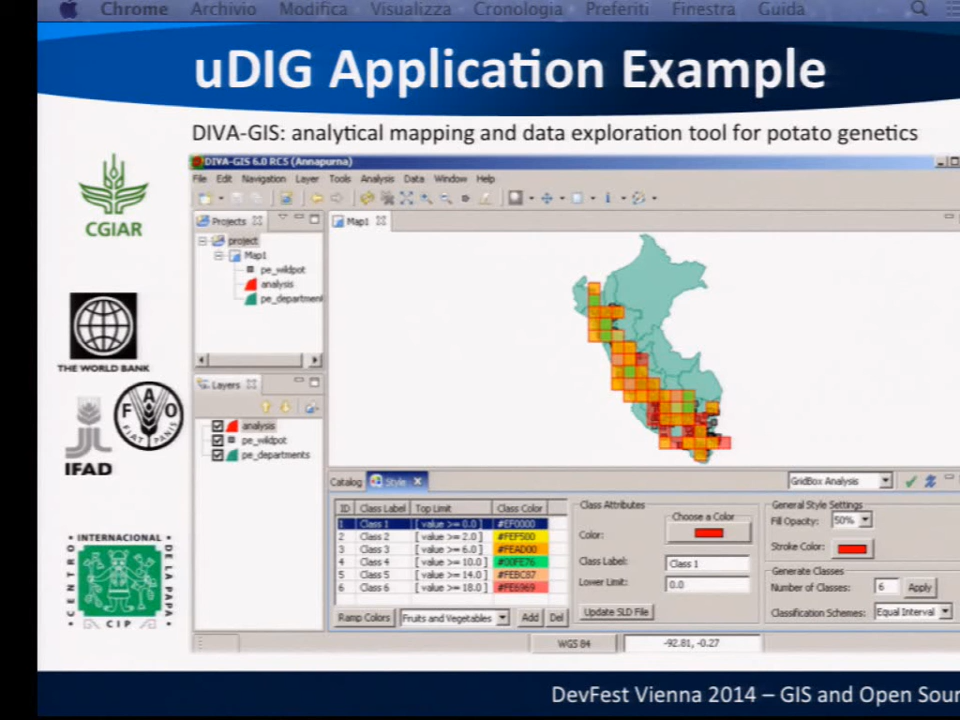 Chrome Archivio Modifica Visualizza Cronologia Preferiti Finestra Guida
uDIG Application Example
DIVA-GIS: analytical mapping and data exploration tool for potato genetics
CGIAR
THE WORLD BANK
FAO
FIAT PANIS
IFAD
CENTRO INTERNACIONAL DE LA PAPA
CIP
DIVA-GIS 6.0 RC5 (Annapurna)
File Edit Navigation Layer Tools Analysis Data Window Help
Projects
project
Map1
pe_wildpot
analysis
pe_department
Layers
analysis
pe_wildpot
pe_departments
Map1
Catalog Style GridBox Analysis
ID Class Label Top Limit Class Color
1 Class 1 [ value >= 0.0 ] #EF0000
2 Class 2 [ value >= 2.0 ] #FEF500
3 Class 3 [ value >= 6.0 ] #FEAD00
4 Class 4 [ value >= 10.0 ] #00FE76
5 Class 5 [ value >= 14.0 ] #FEBC87
6 Class 6 [ value >= 18.0 ] #FE6969
Ramp Colors Fruits and Vegetables Add Del
Class Attributes
Choose a Color
Color:
Class Label: Class 1
Lower Limit: 0.0
Update SLD File
General Style Settings
Fill Opacity: 50%
Stroke Color:
Generate Classes
Number of Classes: 6 Apply
Classification Schemes: Equal Interval
WGS 84 -92.81, -0.27
DevFest Vienna 2014 – GIS and Open Sour